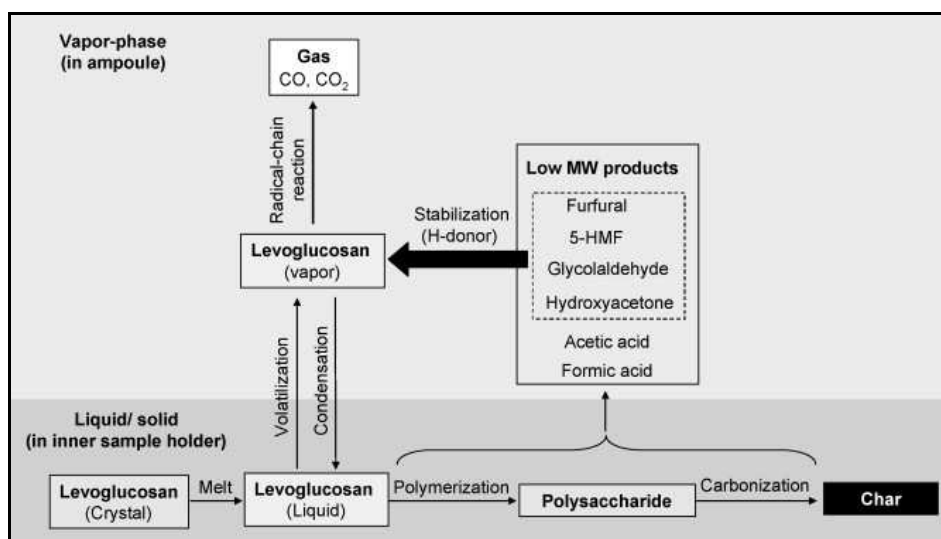 Vapor-phase
(in ampoule)
Gas
CO, CO₂
Radical-chain
reaction
Low MW products
Furfural
5-HMF
Glycolaldehyde
Hydroxyacetone
Acetic acid
Formic acid
Stabilization
(H-donor)
Levoglucosan
(vapor)
Volatilization
Condensation
Liquid/ solid
(in inner sample holder)
Levoglucosan
(Crystal)
Melt
Levoglucosan
(Liquid)
Polymerization
Polysaccharide
Carbonization
Char